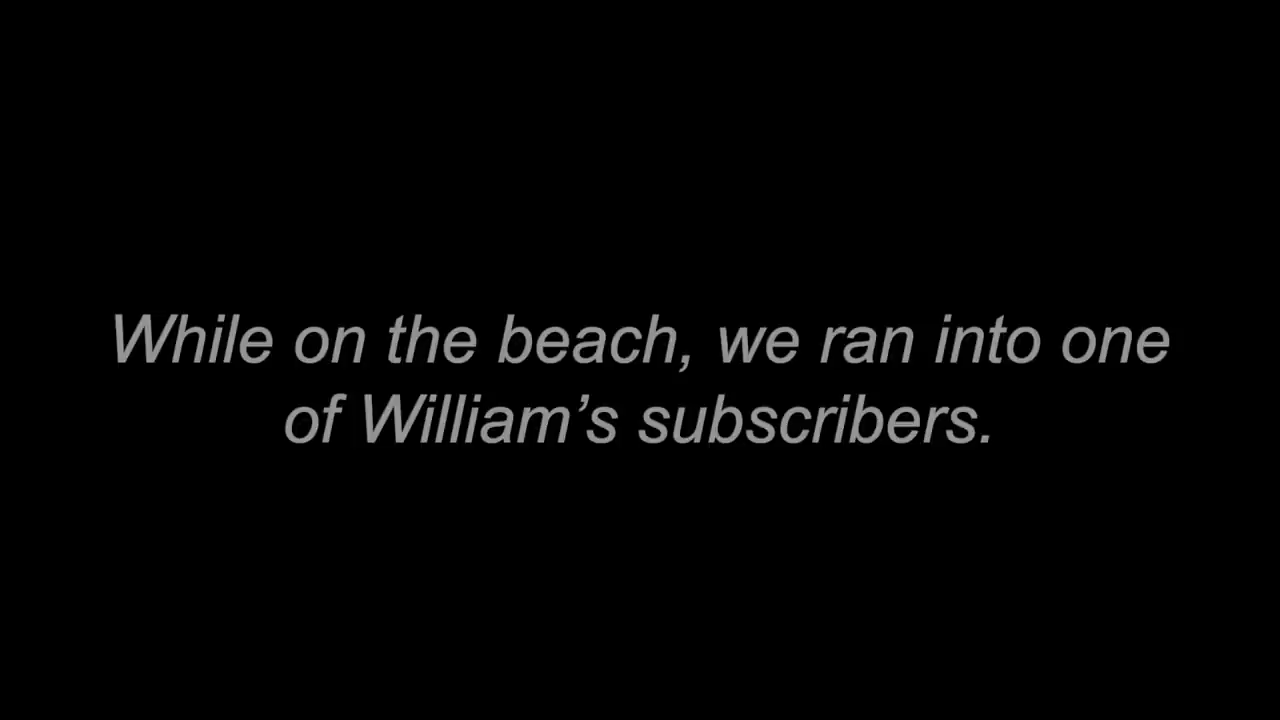 While on the beach, we ran into one
of William’s subscribers.